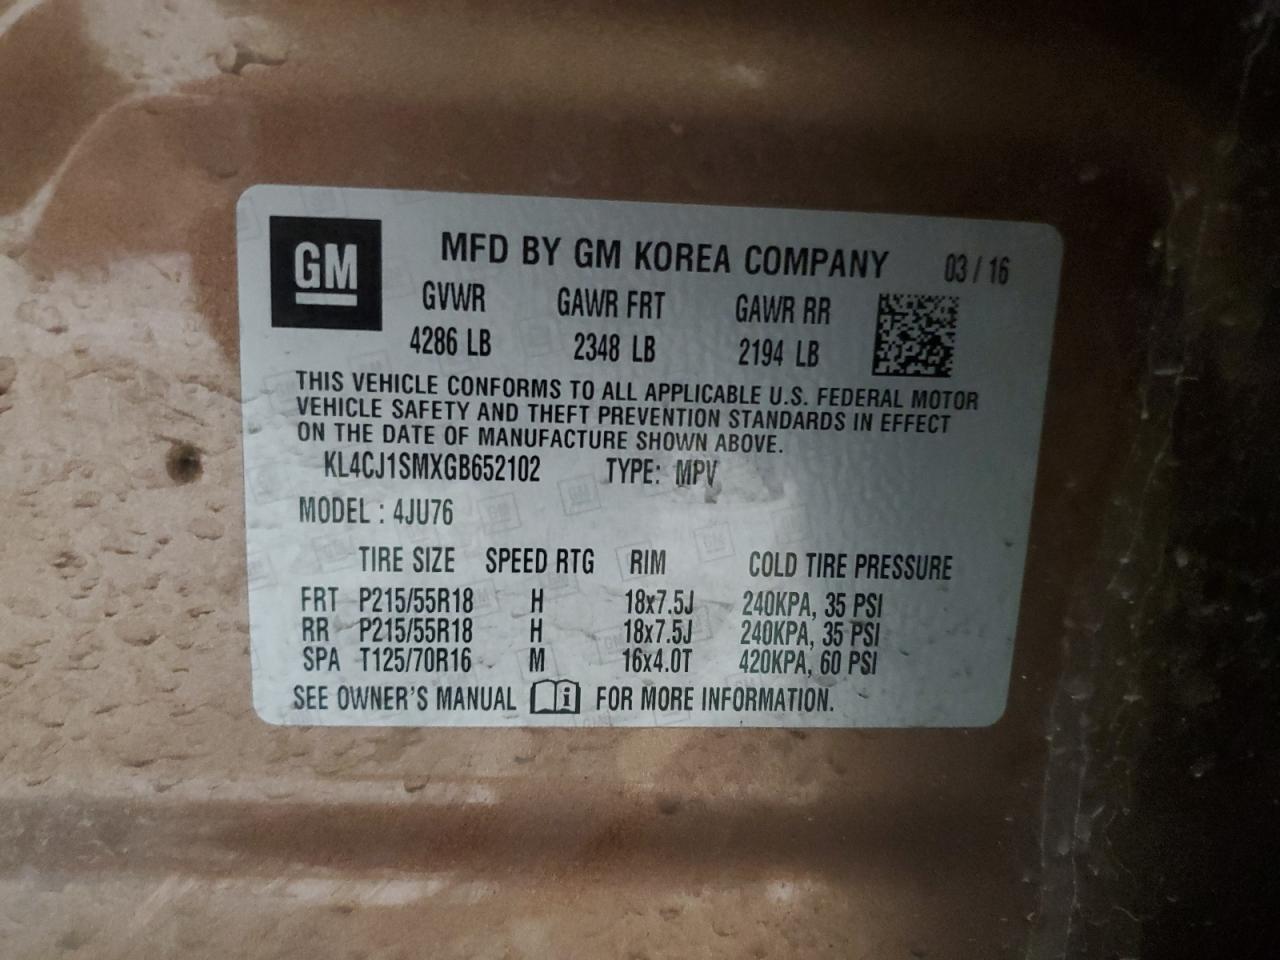 GM
MFD BY GM KOREA COMPANY 03 / 16
GVWR GAWR FRT GAWR RR
4286 LB 2348 LB 2194 LB
THIS VEHICLE CONFORMS TO ALL APPLICABLE U.S. FEDERAL MOTOR
VEHICLE SAFETY AND THEFT PREVENTION STANDARDS IN EFFECT
ON THE DATE OF MANUFACTURE SHOWN ABOVE.
KL4CJ1SMXGB652102 TYPE: MPV
MODEL : 4JU76
TIRE SIZE SPEED RTG RIM COLD TIRE PRESSURE
FRT P215/55R18 H 18x7.5J 240KPA, 35 PSI
RR P215/55R18 H 18x7.5J 240KPA, 35 PSI
SPA T125/70R16 M 16x4.0T 420KPA, 60 PSI
SEE OWNER'S MANUAL i FOR MORE INFORMATION.